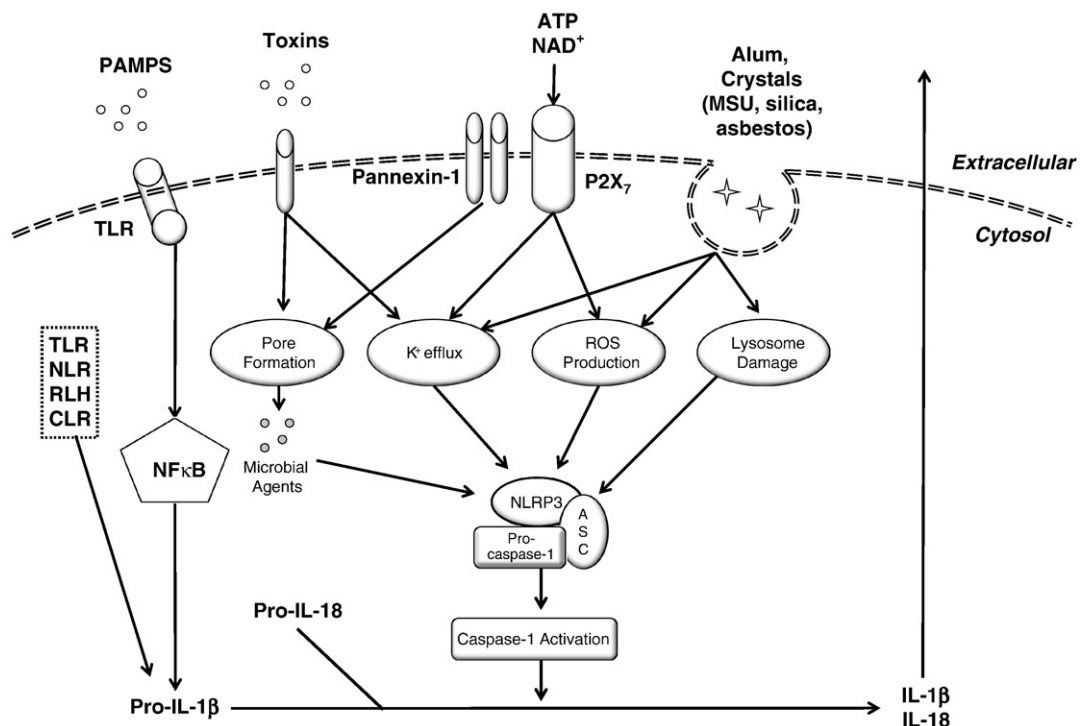 PAMPS
Toxins
ATP
NAD⁺
Alum,
Crystals
(MSU, silica,
asbestos)
Extracellular
Cytosol
TLR
Pannexin-1
P2X₇
Pore
Formation
K⁺ efflux
ROS
Production
Lysosome
Damage
TLR
NLR
RLH
CLR
NFκB
Microbial
Agents
NLRP3
A
S
C
Pro-
caspase-1
Pro-IL-18
Caspase-1 Activation
Pro-IL-1β
IL-1β
IL-18